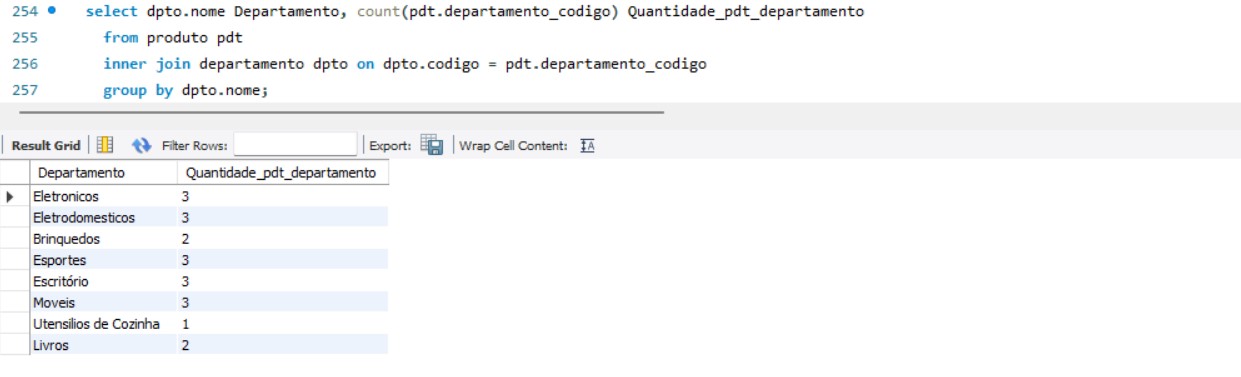 254 select dpto.nome Departamento, count(pdt.departamento_codigo) Quantidade_pdt_departamento
255 from produto pdt
256 inner join departamento dpto on dpto.codigo = pdt.departamento_codigo
257 group by dpto.nome;
Result Grid Filter Rows: Export: Wrap Cell Content: IA
Departamento Quantidade_pdt_departamento
Eletronicos 3
Eletrodomesticos 3
Brinquedos 2
Esportes 3
Escritório 3
Moveis 3
Utensilios de Cozinha 1
Livros 2